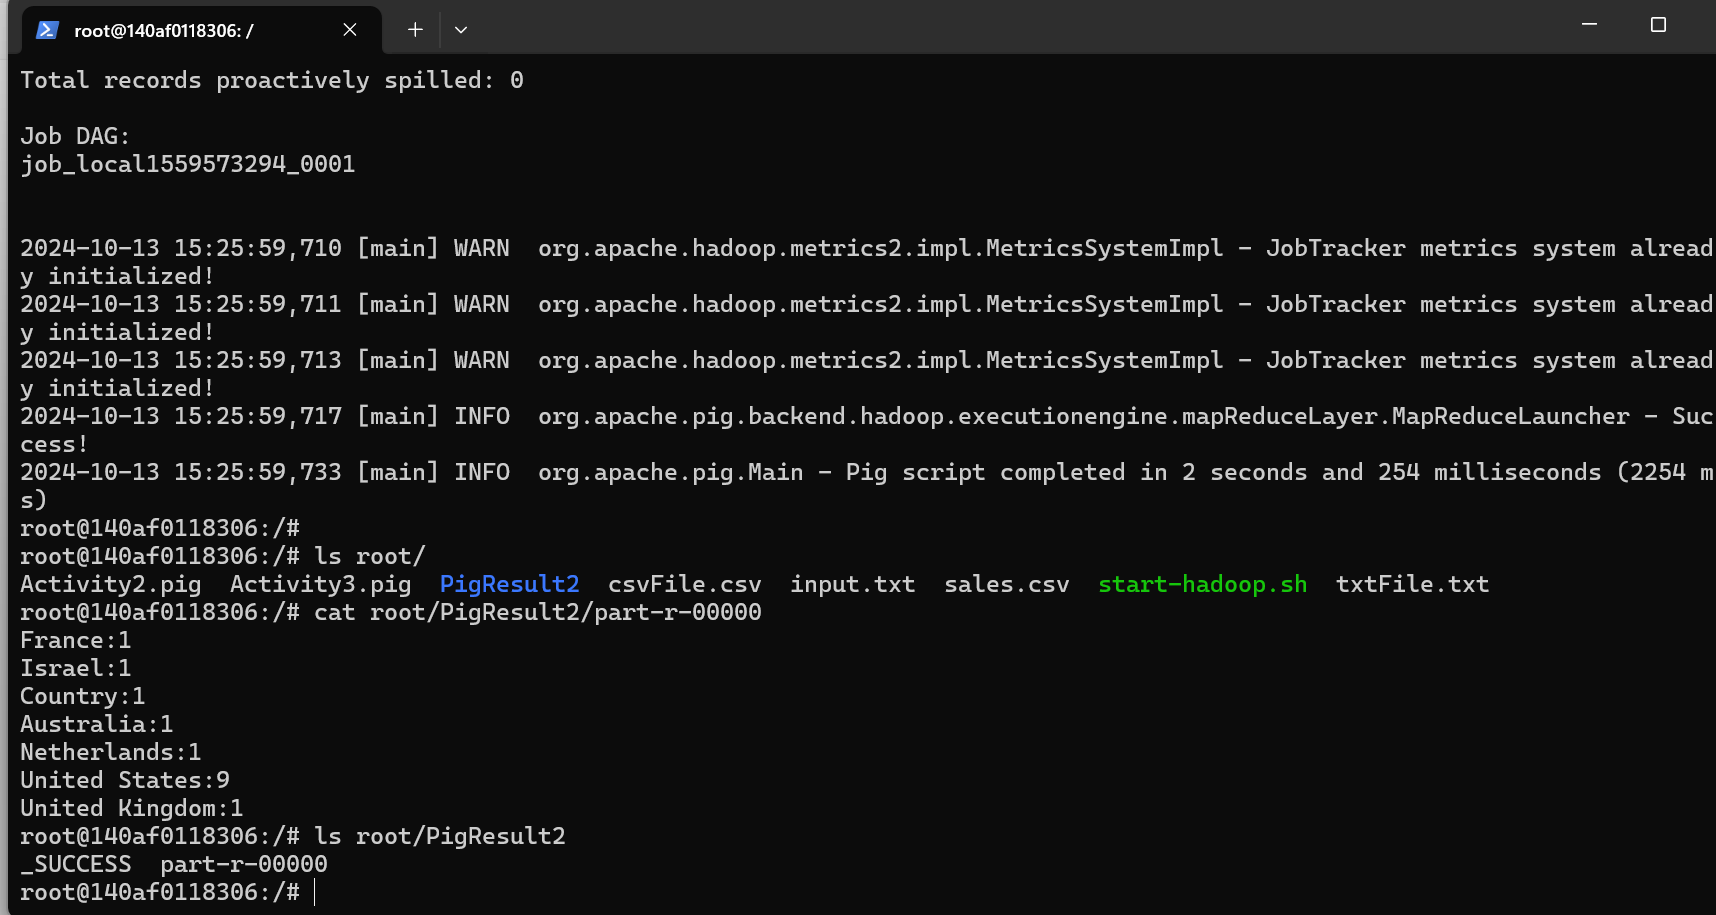 root@140af0118306: /
Total records proactively spilled: 0
Job DAG:
job_local1559573294_0001
2024-10-13 15:25:59,710 [main] WARN  org.apache.hadoop.metrics2.impl.MetricsSystemImpl - JobTracker metrics system alread
y initialized!
2024-10-13 15:25:59,711 [main] WARN  org.apache.hadoop.metrics2.impl.MetricsSystemImpl - JobTracker metrics system alread
y initialized!
2024-10-13 15:25:59,713 [main] WARN  org.apache.hadoop.metrics2.impl.MetricsSystemImpl - JobTracker metrics system alread
y initialized!
2024-10-13 15:25:59,717 [main] INFO  org.apache.pig.backend.hadoop.executionengine.mapReduceLayer.MapReduceLauncher - Suc
cess!
2024-10-13 15:25:59,733 [main] INFO  org.apache.pig.Main - Pig script completed in 2 seconds and 254 milliseconds (2254 m
s)
root@140af0118306:/#
root@140af0118306:/# ls root/
Activity2.pig  Activity3.pig  PigResult2  csvFile.csv  input.txt  sales.csv  start-hadoop.sh  txtFile.txt
root@140af0118306:/# cat root/PigResult2/part-r-00000
France:1
Israel:1
Country:1
Australia:1
Netherlands:1
United States:9
United Kingdom:1
root@140af0118306:/# ls root/PigResult2
_SUCCESS  part-r-00000
root@140af0118306:/#